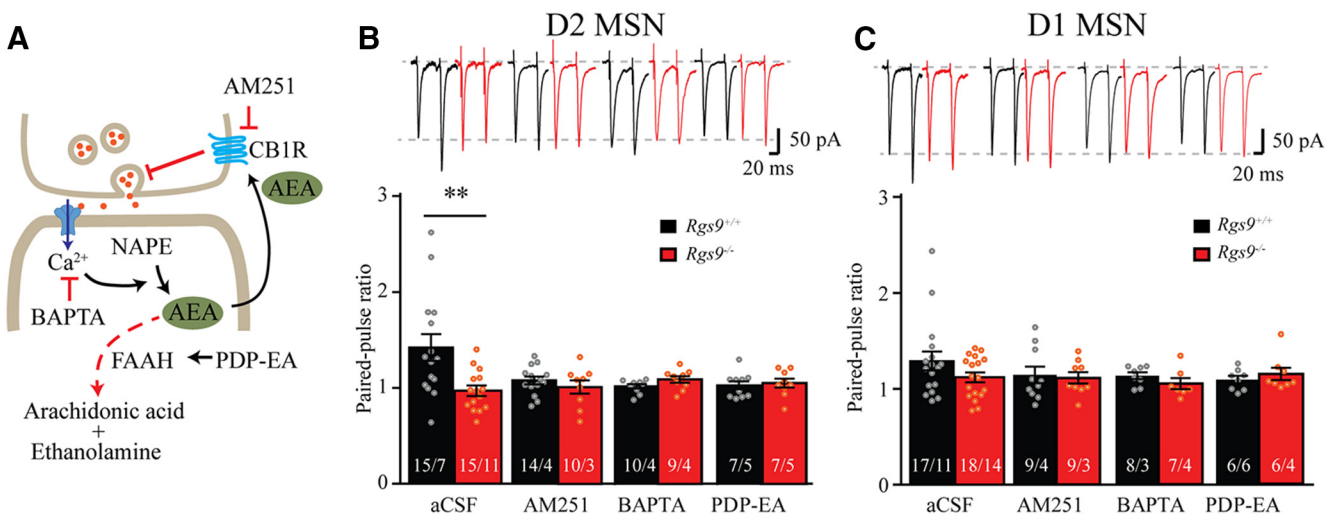 A
AM251
CB1R
AEA
NAPE
Ca²⁺
AEA
BAPTA
FAAH
PDP-EA
Arachidonic acid
+
Ethanolamine
B
D2 MSN
50 pA
20 ms
3
**
Rgs9+/+
Rgs9-/-
2
Paired-pulse ratio
1
15/7 15/11 14/4 10/3 10/4 9/4 7/5 7/5
0
aCSF AM251 BAPTA PDP-EA
C
D1 MSN
50 pA
20 ms
3
Rgs9+/+
Rgs9-/-
2
Paired-pulse ratio
1
17/11 18/14 9/4 9/3 8/3 7/4 6/6 6/4
0
aCSF AM251 BAPTA PDP-EA